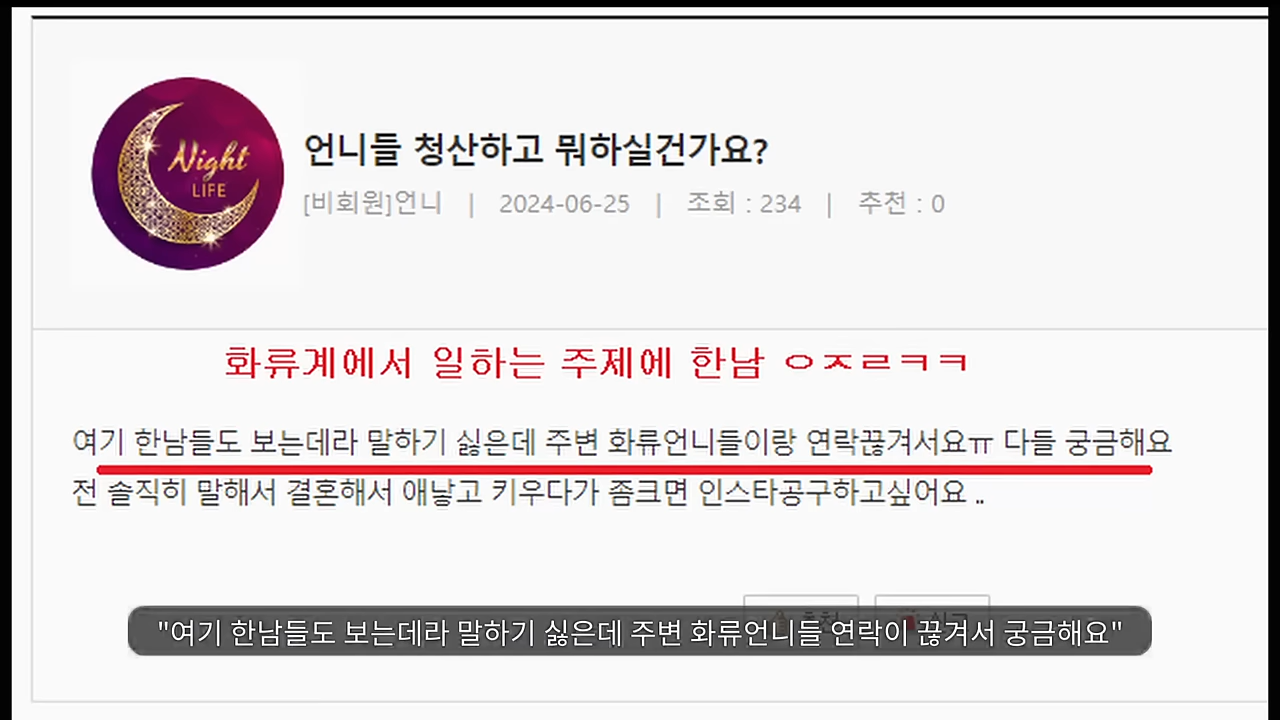 Night
LIFE
언니들 청산하고 뭐하실건가요?
[비회원]언니 | 2024-06-25 | 조회 : 234 | 추천 : 0
화류계에서 일하는 주제에 한남 ㅇㅈㄹㅋㅋ
여기 한남들도 보는데라 말하기 싫은데 주변 화류언니들이랑 연락끊겨서요ㅠ 다들 궁금해요
전 솔직히 말해서 결혼해서 애낳고 키우다가 좀크면 인스타공구하고싶어요 ..
"여기 한남들도 보는데라 말하기 싫은데 주변 화류언니들 연락이 끊겨서 궁금해요"